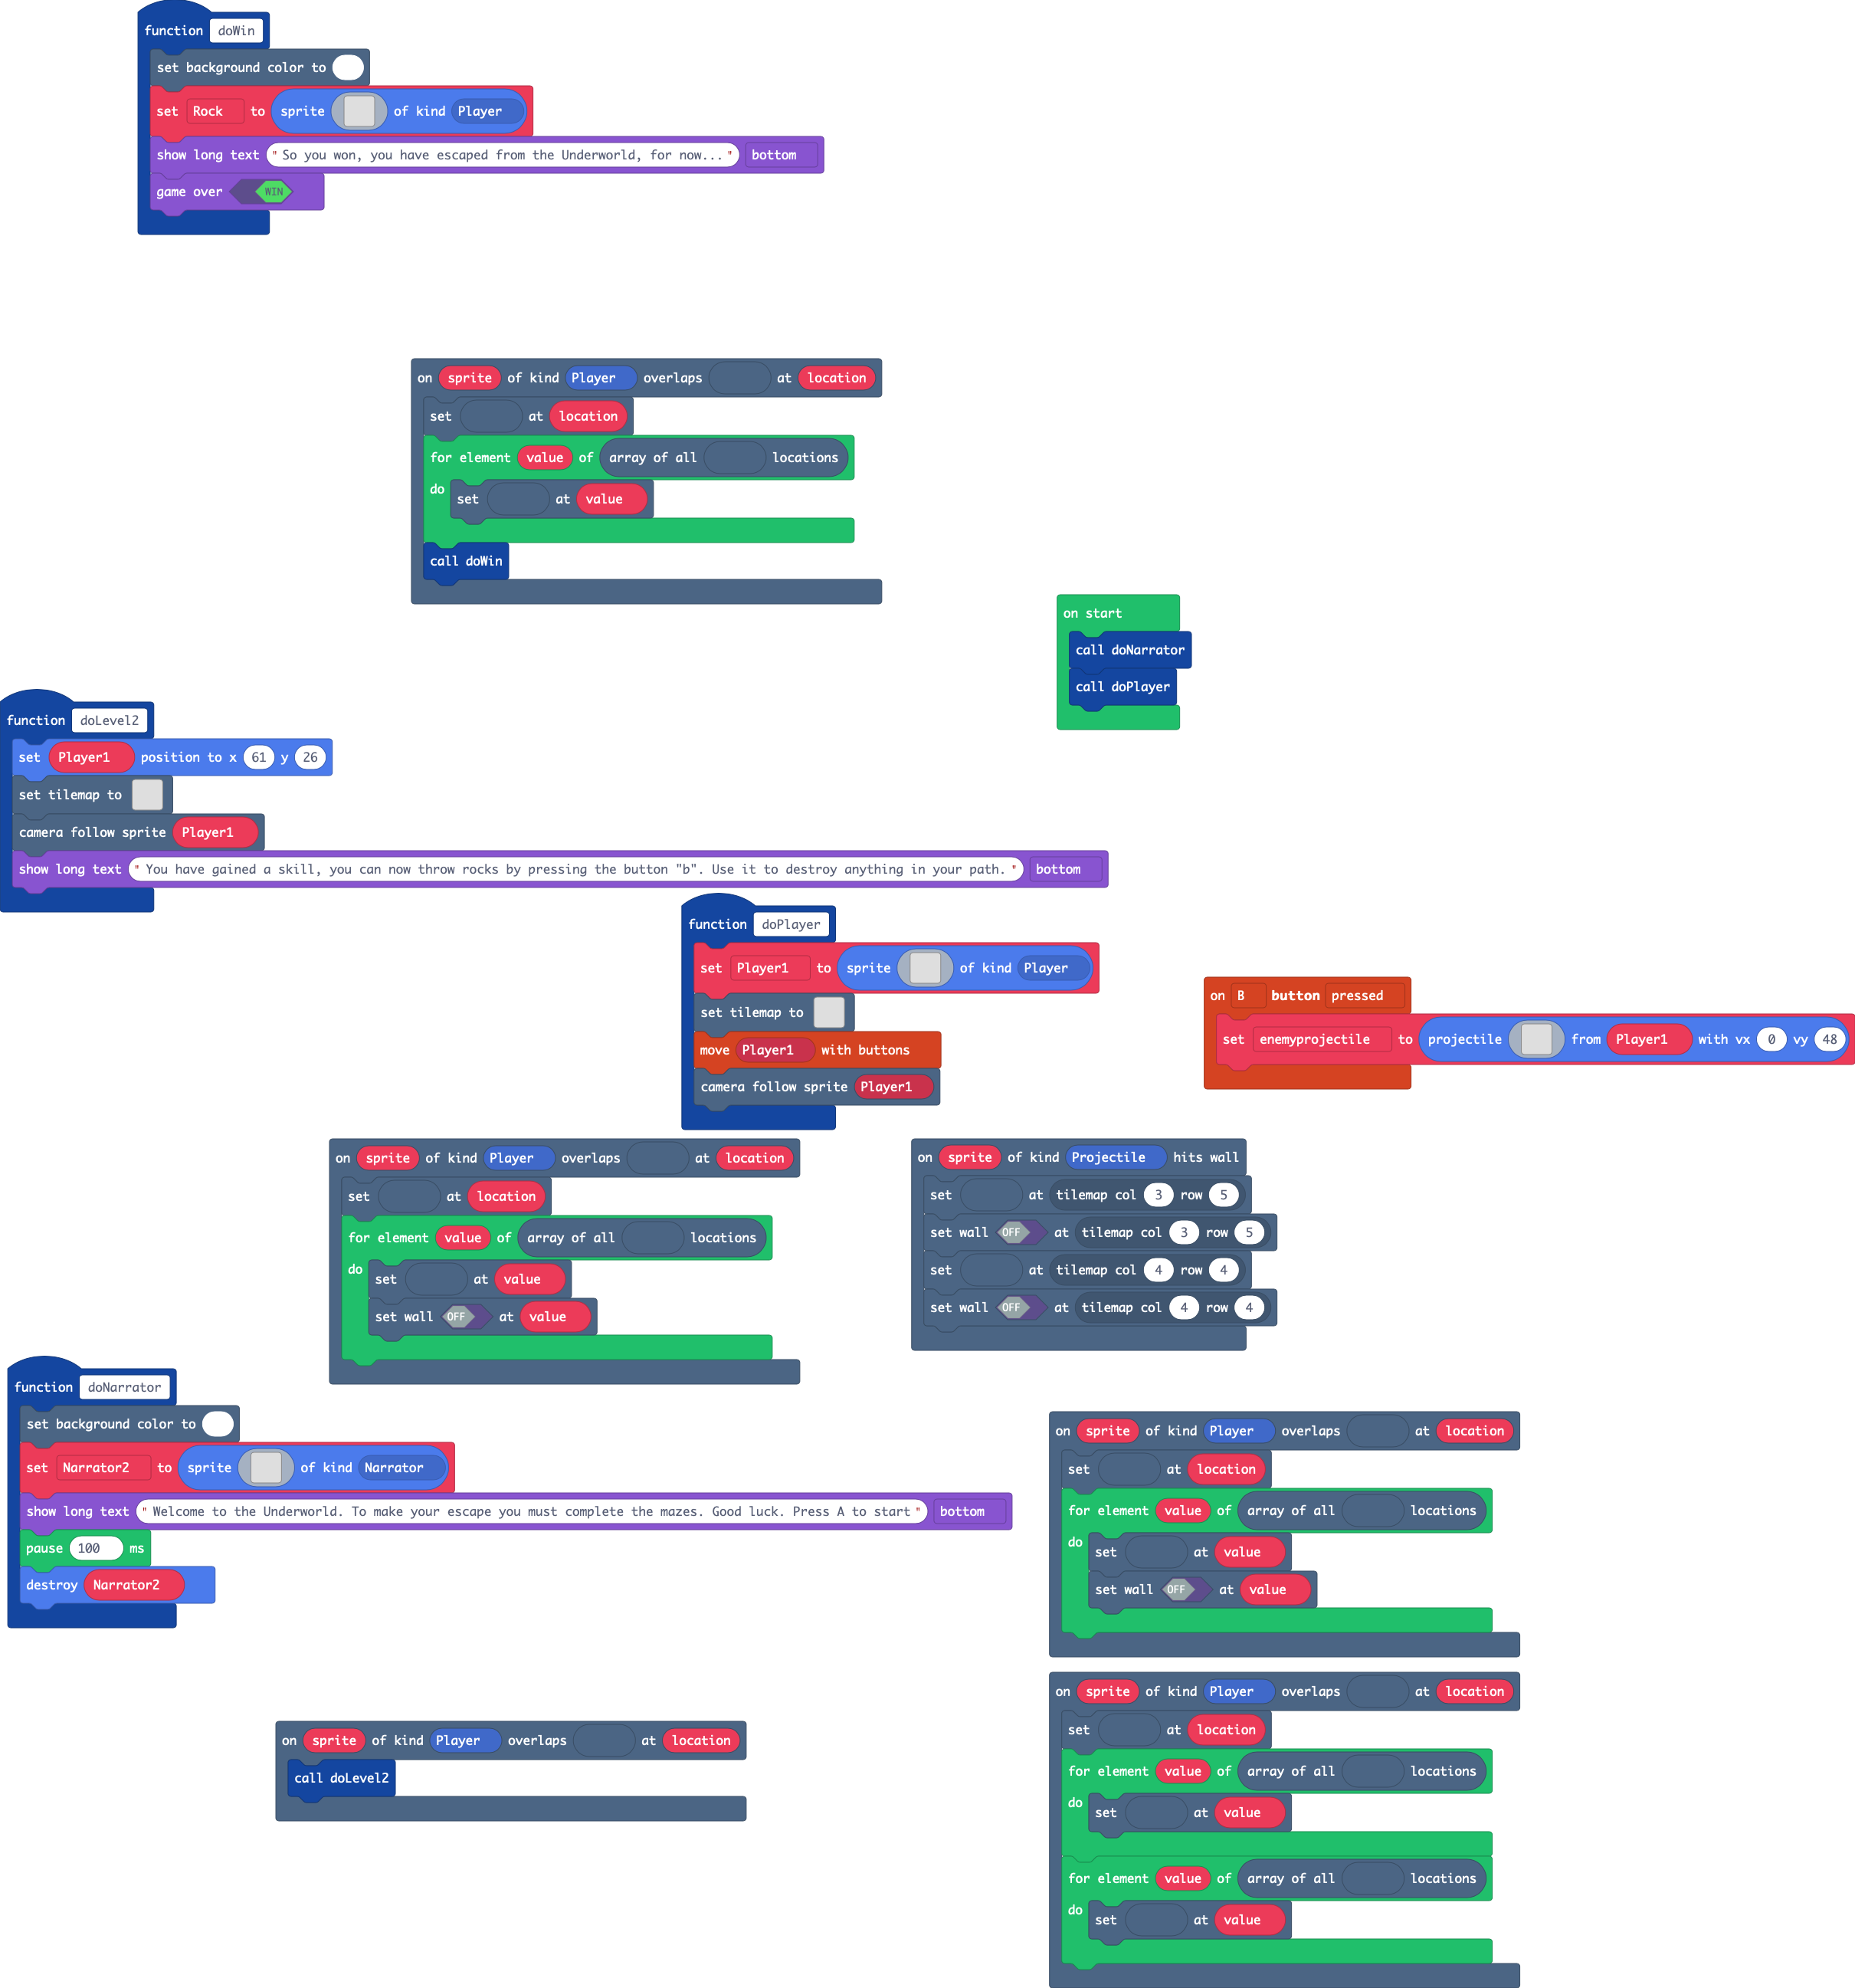 function doWin
set background color to
set Rock to sprite of kind Player
show long text "So you won, you have escaped from the Underworld, for now..." bottom
game over WIN
on sprite of kind Player overlaps at location
set at location
for element value of array of all locations
do
set at value
call doWin
on start
call doNarrator
call doPlayer
function doLevel2
set Player1 position to x 61 y 26
set tilemap to
camera follow sprite Player1
show long text "You have gained a skill, you can now throw rocks by pressing the button "b". Use it to destroy anything in your path." bottom
function doPlayer
set Player1 to sprite of kind Player
set tilemap to
move Player1 with buttons
camera follow sprite Player1
on B button pressed
set enemyprojectile to projectile from Player1 with vx 0 vy 48
on sprite of kind Player overlaps at location
set at location
for element value of array of all locations
do
set at value
set wall OFF at value
on sprite of kind Projectile hits wall
set at tilemap col 3 row 5
set wall OFF at tilemap col 3 row 5
set at tilemap col 4 row 4
set wall OFF at tilemap col 4 row 4
function doNarrator
set background color to
set Narrator2 to sprite of kind Narrator
show long text "Welcome to the Underworld. To make your escape you must complete the mazes. Good luck. Press A to start" bottom
pause 100 ms
destroy Narrator2
on sprite of kind Player overlaps at location
set at location
for element value of array of all locations
do
set at value
set wall OFF at value
on sprite of kind Player overlaps at location
call doLevel2
on sprite of kind Player overlaps at location
set at location
for element value of array of all locations
do
set at value
for element value of array of all locations
do
set at value